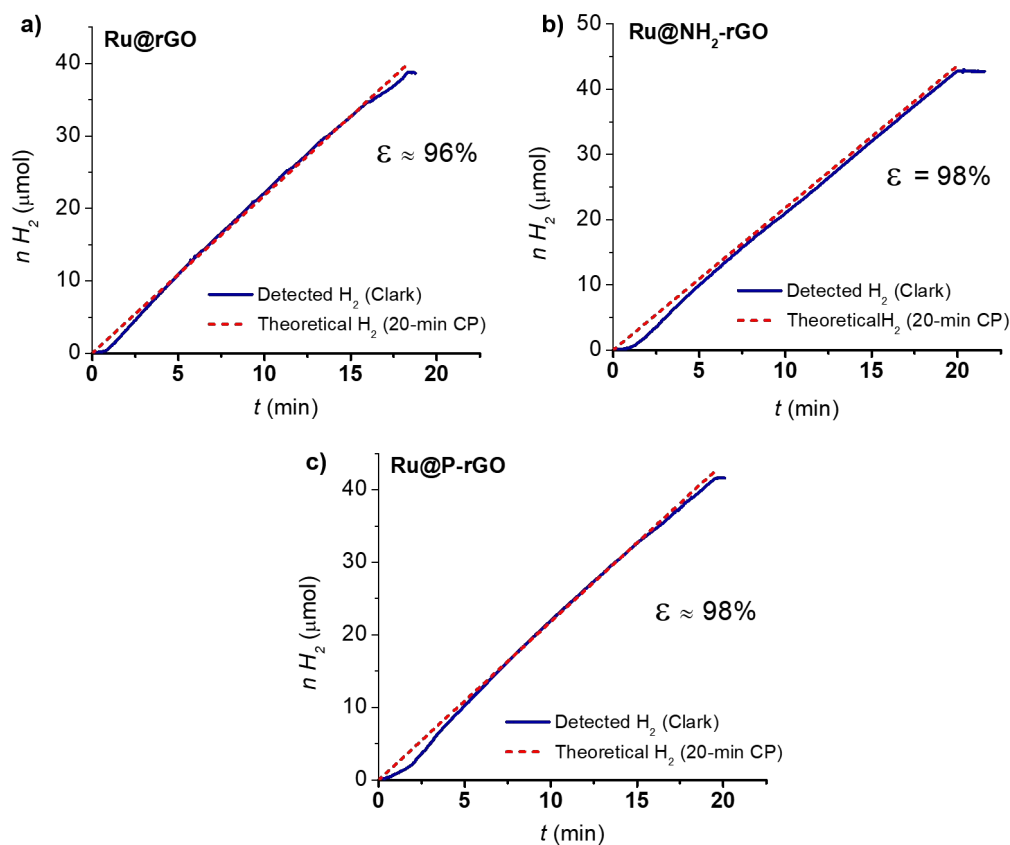 a)
Ru@rGO
n H₂ (μmol)
40
30
20
10
0
ε ≈ 96%
Detected H₂ (Clark)
Theoretical H₂ (20-min CP)
0 5 10 15 20
t (min)
b)
Ru@NH₂-rGO
n H₂ (μmol)
50
40
30
20
10
0
ε = 98%
Detected H₂ (Clark)
TheoreticalH₂ (20-min CP)
0 5 10 15 20
t (min)
c)
Ru@P-rGO
n H₂ (μmol)
40
30
20
10
0
ε ≈ 98%
Detected H₂ (Clark)
Theoretical H₂ (20-min CP)
0 5 10 15 20
t (min)